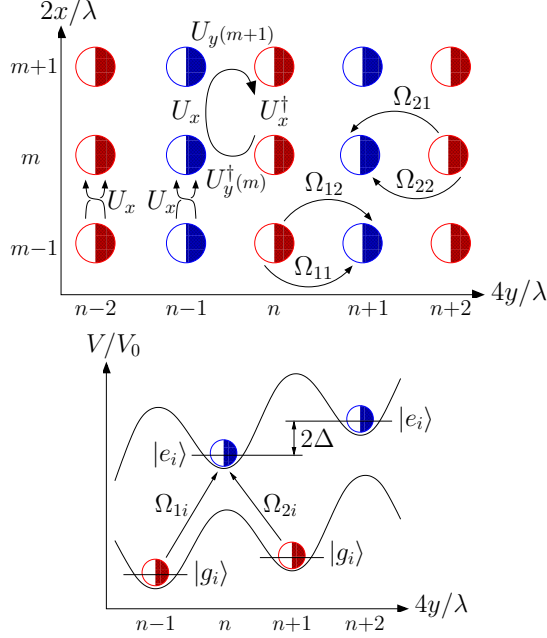 2x/λ
U_{y(m+1)}
m+1
U_x
U_x^†
Ω_{21}
m
U_{y(m)}^†
Ω_{22}
U_x
U_x
Ω_{12}
m-1
Ω_{11}
n-2
n-1
n
n+1
n+2
4y/λ
V/V_0
|e_i⟩
|e_i⟩
2Δ
Ω_{1i}
Ω_{2i}
|g_i⟩
|g_i⟩
n-1
n
n+1
n+2
4y/λ